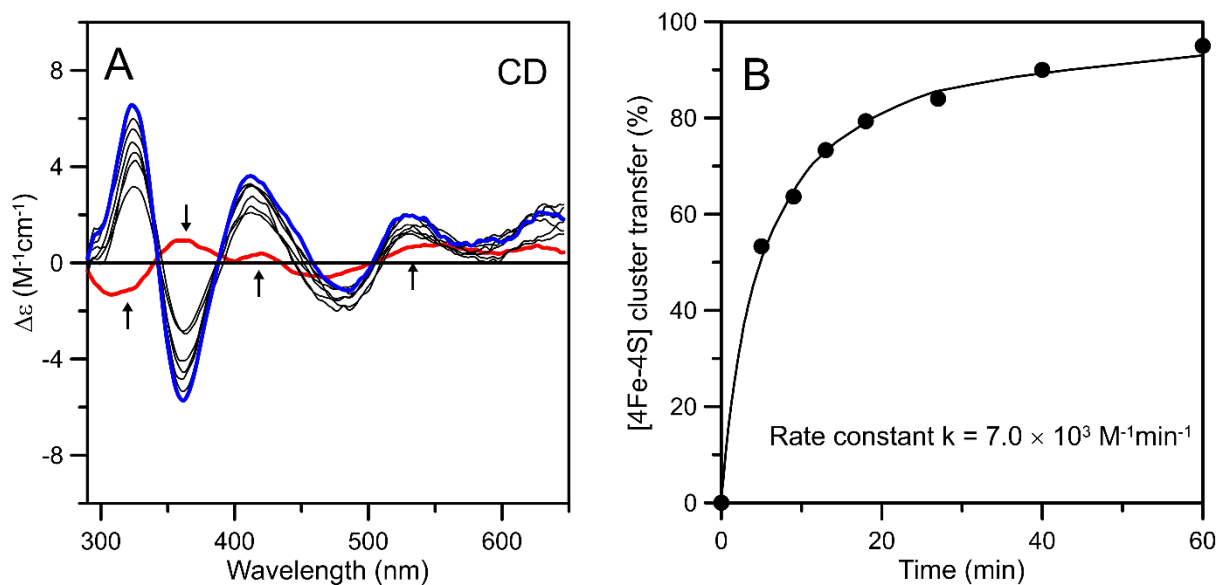 A
CD
8
4
0
-4
-8
Δε (M⁻¹cm⁻¹)
300
400
500
600
Wavelength (nm)
B
100
80
60
40
20
0
[4Fe-4S] cluster transfer (%)
Rate constant k = 7.0 × 10³ M⁻¹min⁻¹
0
20
40
60
Time (min)